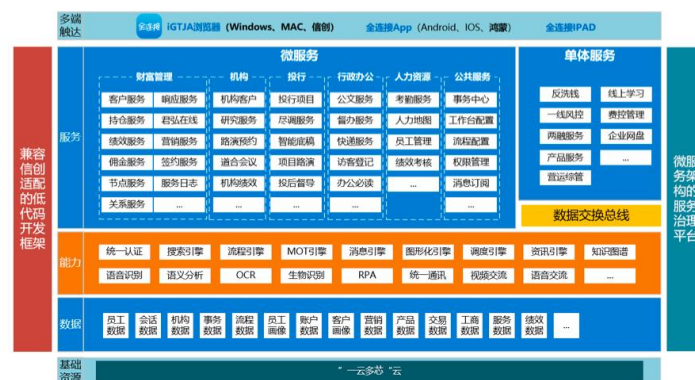 多端
触达
全连接
iGTJA浏览器（Windows、MAC、信创）
全连接App（Android、IOS、鸿蒙）
全连接IPAD
兼容
信创
适配
的低
代码
开发
框架
服务
微服务
财富管理
客户服务 响应服务
持仓服务 君弘在线
绩效服务 营销服务
佣金服务 签约服务
节点服务 服务日志
关系服务 ...
机构
机构客户
研究服务
路演预约
道合会议
机构绩效
...
投行
投行项目
尽调服务
智能底稿
项目路演
投后督导
...
行政办公
公文服务
督办服务
快递服务
访客登记
办公必读
...
人力资源
考勤服务
人力地图
员工管理
绩效考核
...
公共服务
事务中心
工作台配置
流程配置
权限管理
消息订阅
...
单体服务
反洗钱 线上学习
一线风控 费控管理
两融服务 企业网盘
产品服务 ...
营运综管
数据交换总线
能力
统一认证 搜索引擎 流程引擎 MOT引擎 消息引擎 图形化引擎 调度引擎 资讯引擎 知识图谱
语音识别 语义分析 OCR 生物识别 RPA 统一通讯 视频交流 语音交流 ...
数据
员工数据 会话数据 机构数据 事务数据 流程数据 员工画像 账户数据 客户画像 营销数据 产品数据 交易数据 工商数据 服务数据 绩效数据 ...
基础
资源
“一云多芯”云
微服
务架
构的
服务
治理
平台